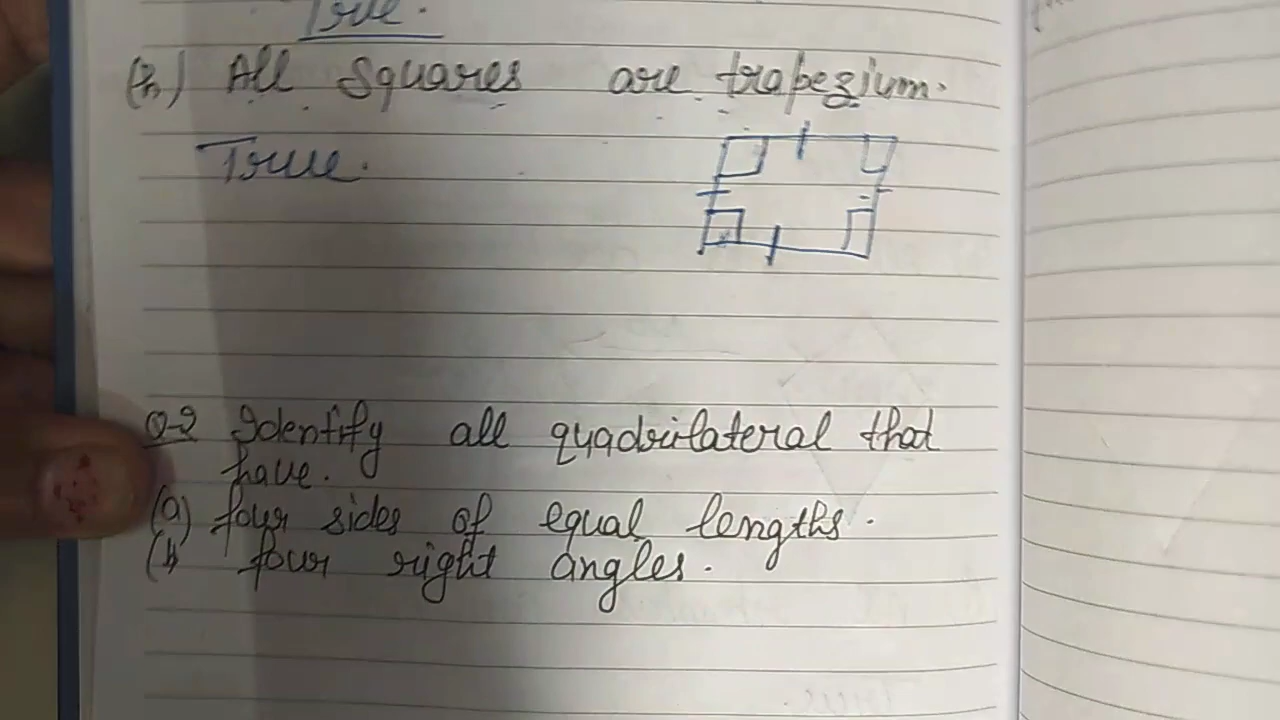 True.
(h) All Squares are trapezium.
True.
Q-2 Identify all quadrilateral that
have.
(a) four sides of equal lengths.
(b) four right angles.